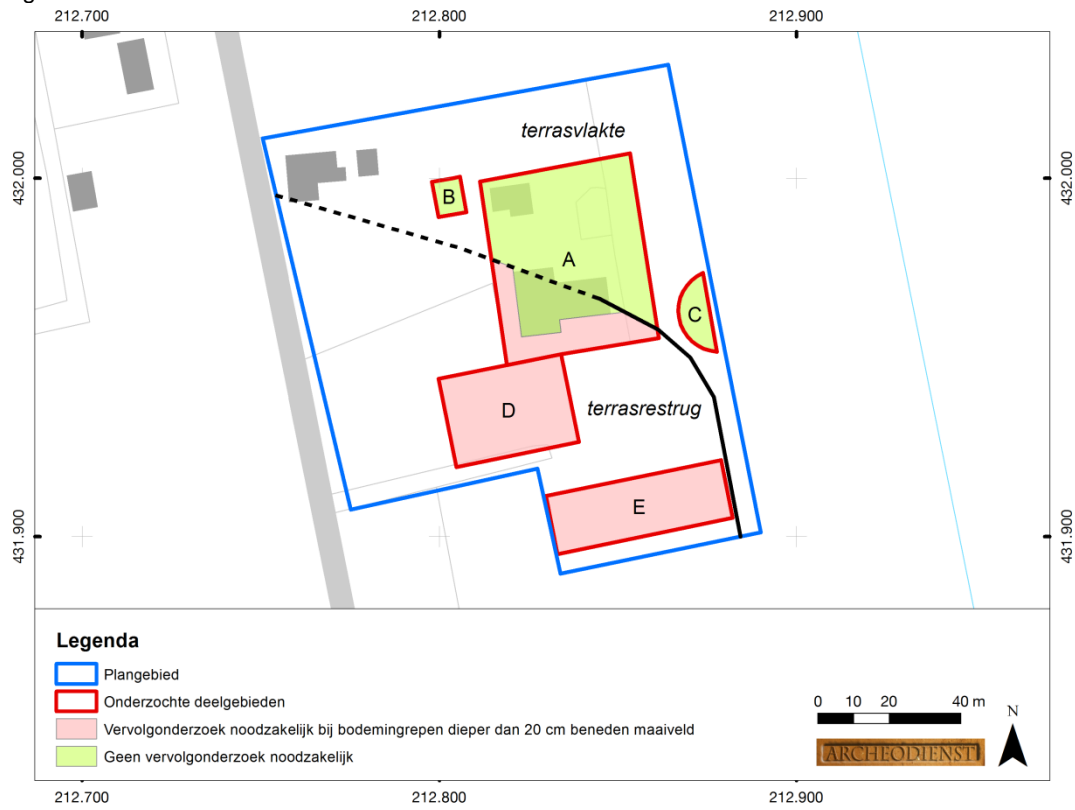 212.700 212.800 212.900
432.000 432.000
terrasvlakte
B
A
C
D
terrasrestrug
E
431.900 431.900
Legenda
Plangebied
Onderzochte deelgebieden
Vervolgonderzoek noodzakelijk bij bodemingrepen dieper dan 20 cm beneden maaiveld
Geen vervolgonderzoek noodzakelijk
0 10 20 40 m
N
ARCHEODIENST
212.700 212.800 212.900